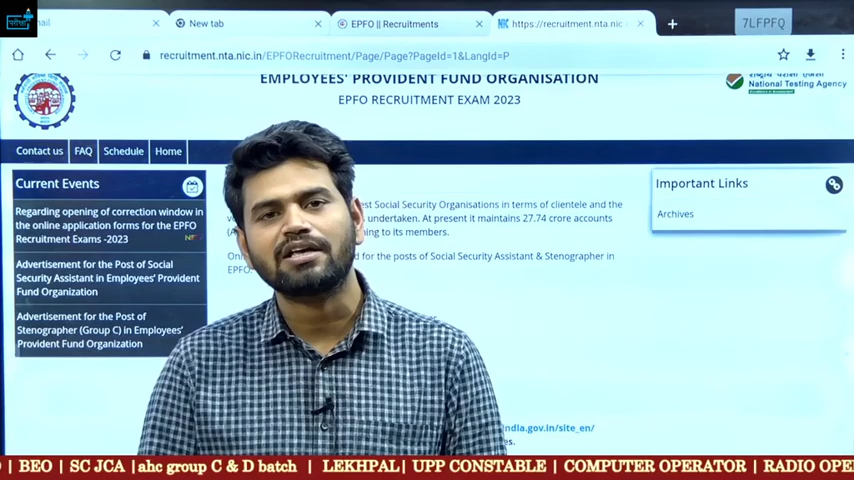 परीक्षा
ail
New tab
EPFO || Recruitments
https://recruitment.nta.nic
7LFPFQ
recruitment.nta.nic.in/EPFORecruitment/Page/Page?PageId=1&LangId=P
EMPLOYEES' PROVIDENT FUND ORGANISATION
EPFO RECRUITMENT EXAM 2023
राष्ट्रीय परीक्षा एजेंसी
National Testing Agency
Contact us
FAQ
Schedule
Home
Current Events
Regarding opening of correction window in
the online application forms for the EPFO
Recruitment Exams -2023
Advertisement for the Post of Social
Security Assistant in Employees' Provident
Fund Organization
Advertisement for the Post of
Stenographer (Group C) in Employees'
Provident Fund Organization
est Social Security Organisations in terms of clientele and the
undertaken. At present it maintains 27.74 crore accounts
ning to its members.
d for the posts of Social Security Assistant & Stenographer in
EPFO
Important Links
Archives
india.gov.in/site_en/
es.
| BEO | SC JCA | ahc group C & D batch | LEKHPAL | UPP CONSTABLE | COMPUTER OPERATOR | RADIO OPE